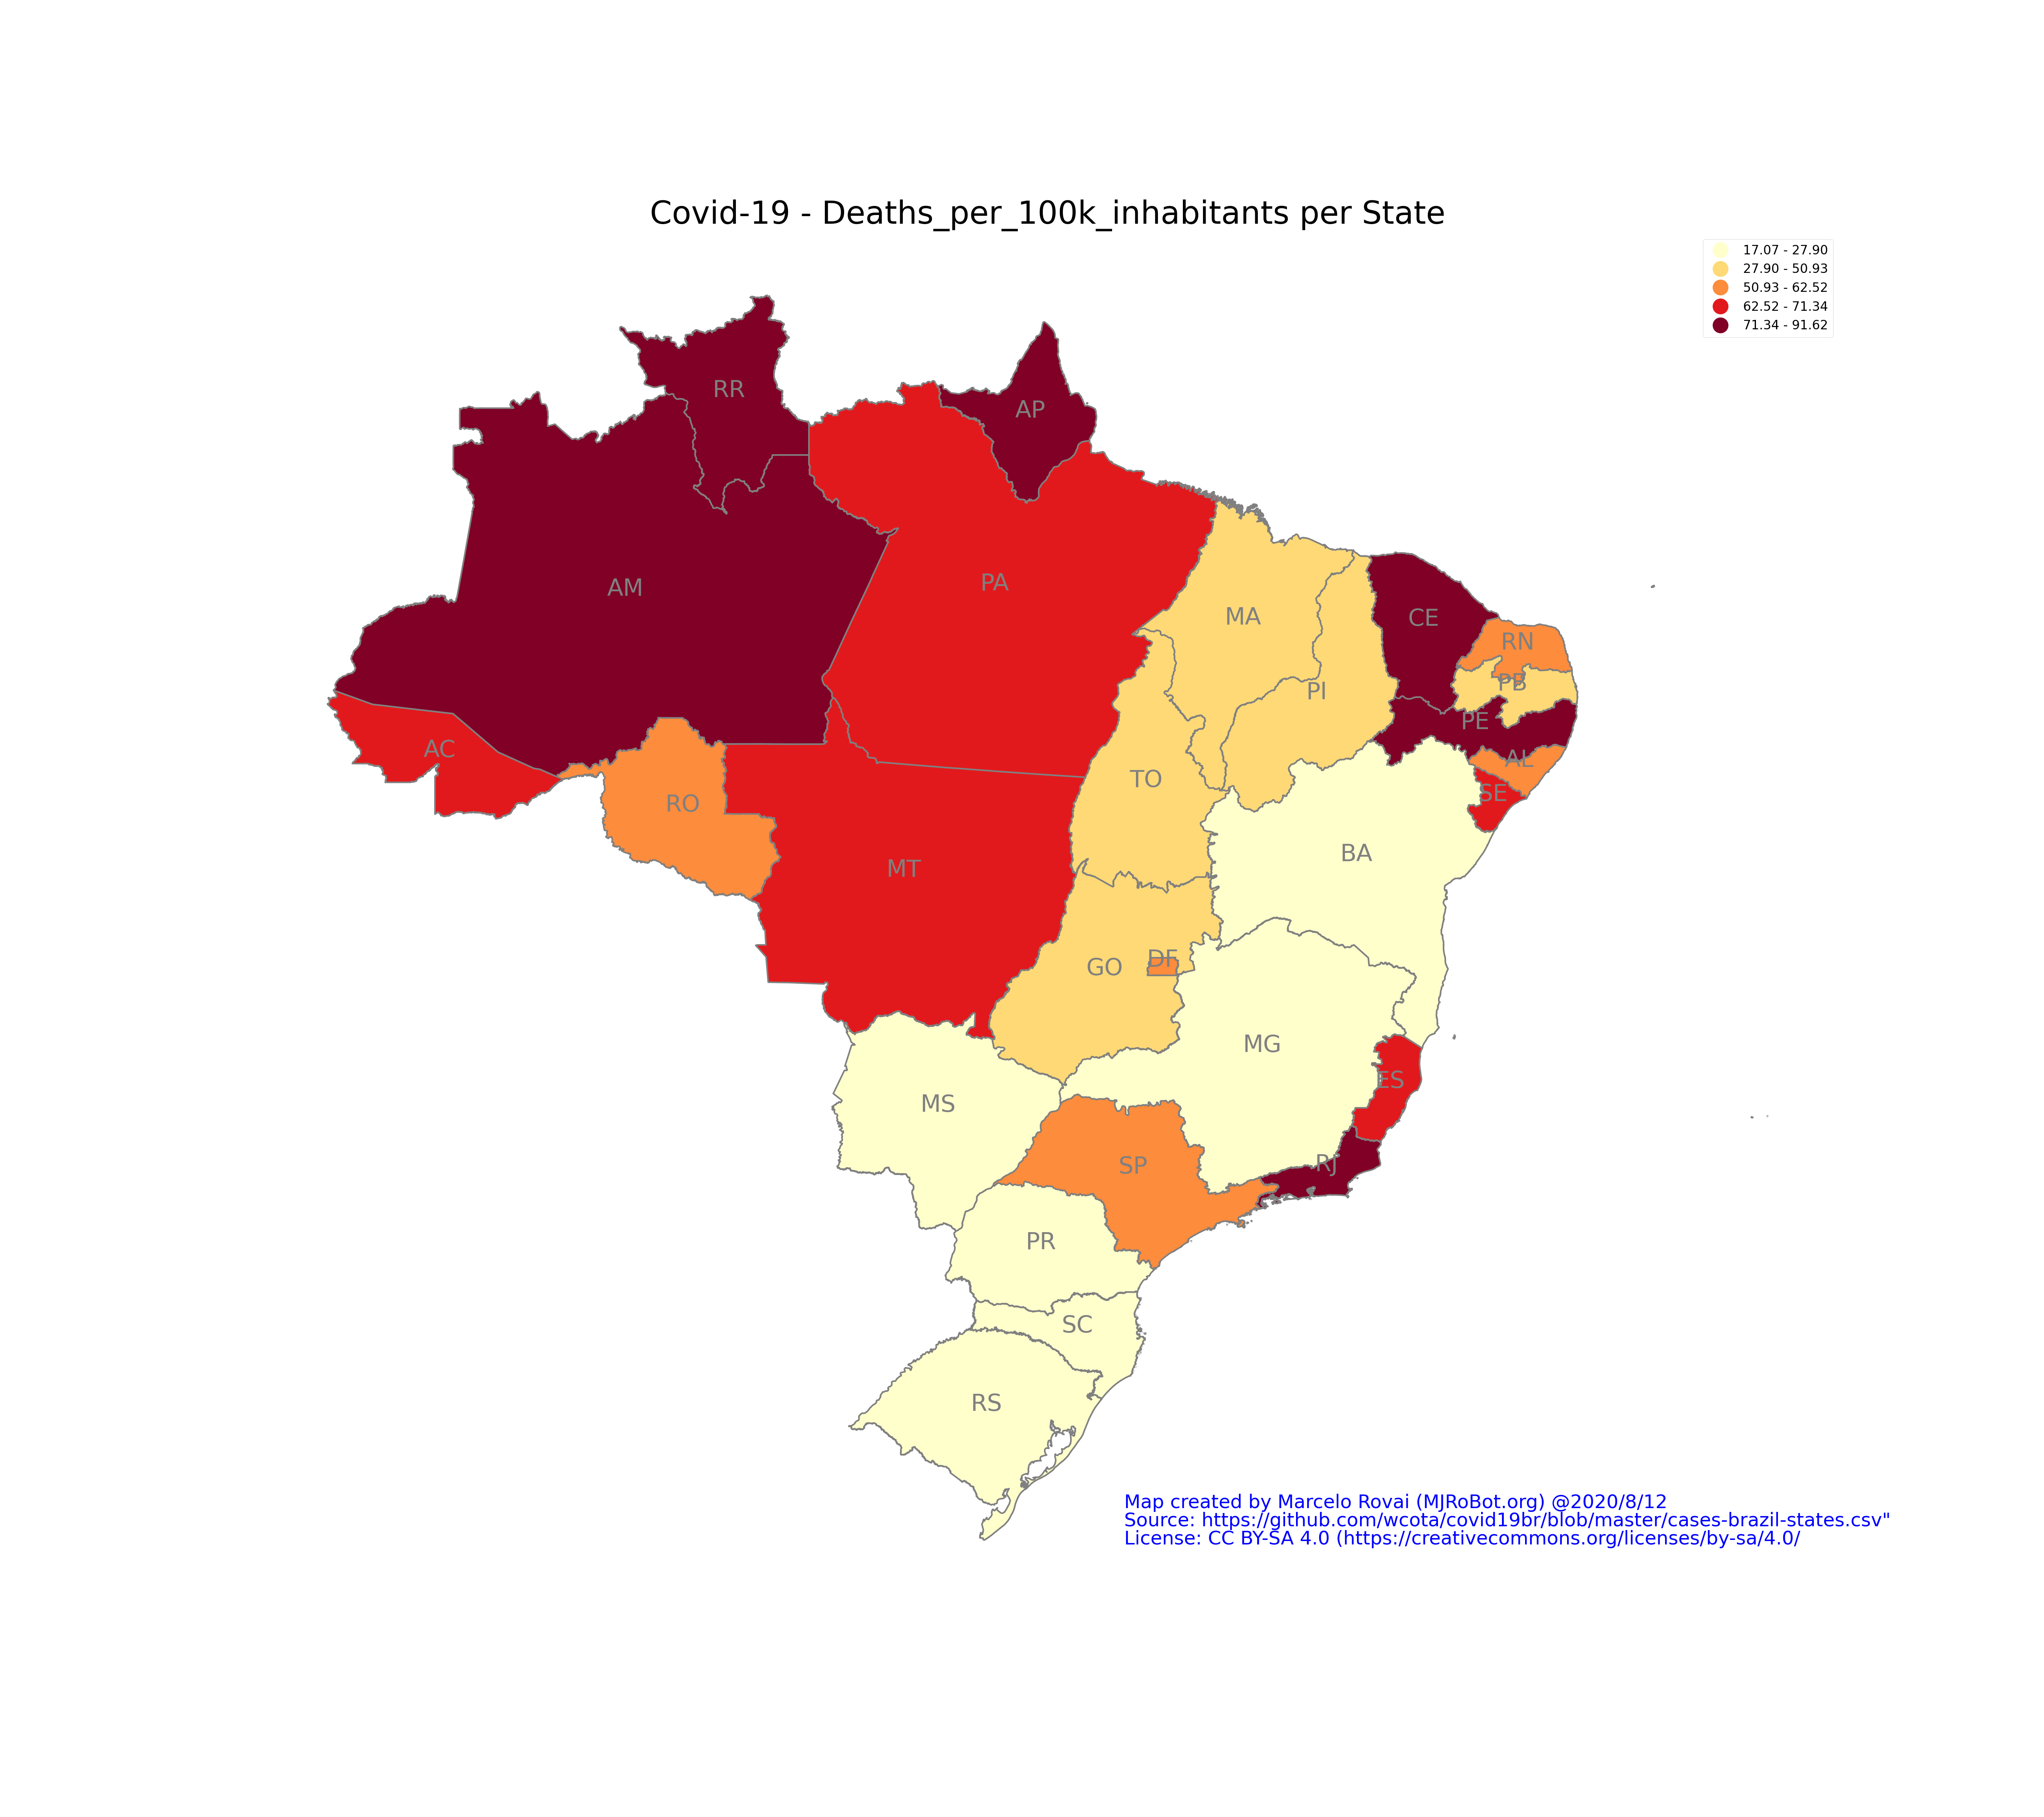 Covid-19 - Deaths_per_100k_inhabitants per State
17.07 - 27.90
27.90 - 50.93
50.93 - 62.52
62.52 - 71.34
71.34 - 91.62
RR
AP
AM
PA
MA
CE
RN
PI
PB
PE
AC
AL
TO
SE
RO
BA
MT
DF
GO
MG
ES
MS
RJ
SP
PR
SC
RS
Map created by Marcelo Rovai (MJRoBot.org) @2020/8/12
Source: https://github.com/wcota/covid19br/blob/master/cases-brazil-states.csv"
License: CC BY-SA 4.0 (https://creativecommons.org/licenses/by-sa/4.0/